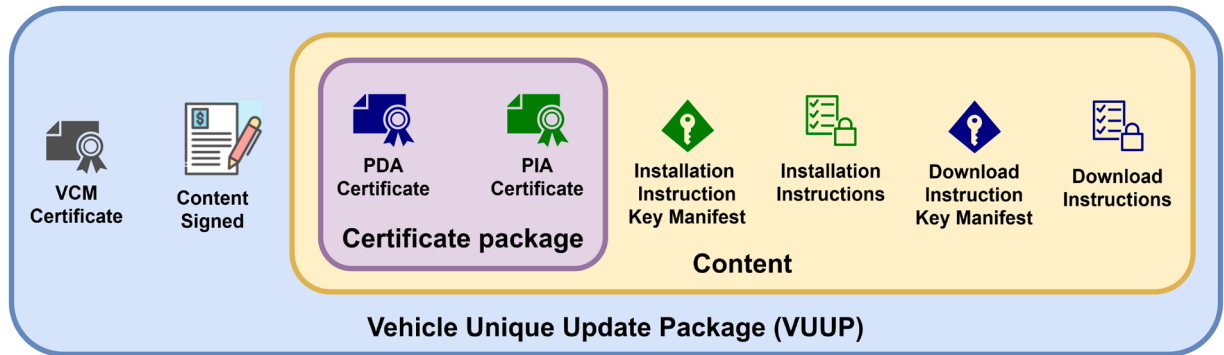 VCM
Certificate
$
Content
Signed
PDA
Certificate
PIA
Certificate
Certificate package
Installation
Instruction
Key Manifest
Installation
Instructions
Download
Instruction
Key Manifest
Download
Instructions
Content
Vehicle Unique Update Package (VUUP)